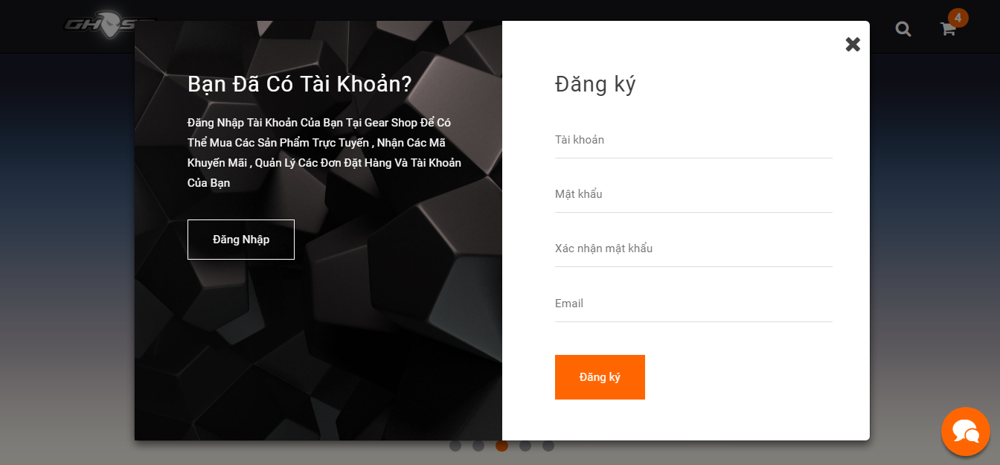 GHOS
4
Bạn Đã Có Tài Khoản?
Đăng Nhập Tài Khoản Của Bạn Tại Gear Shop Để Có
Thể Mua Các Sản Phẩm Trực Tuyến , Nhận Các Mã
Khuyến Mãi , Quản Lý Các Đơn Đặt Hàng Và Tài Khoản
Của Bạn
Đăng Nhập
Đăng ký
Tài khoản
Mật khẩu
Xác nhận mật khẩu
Email
Đăng ký